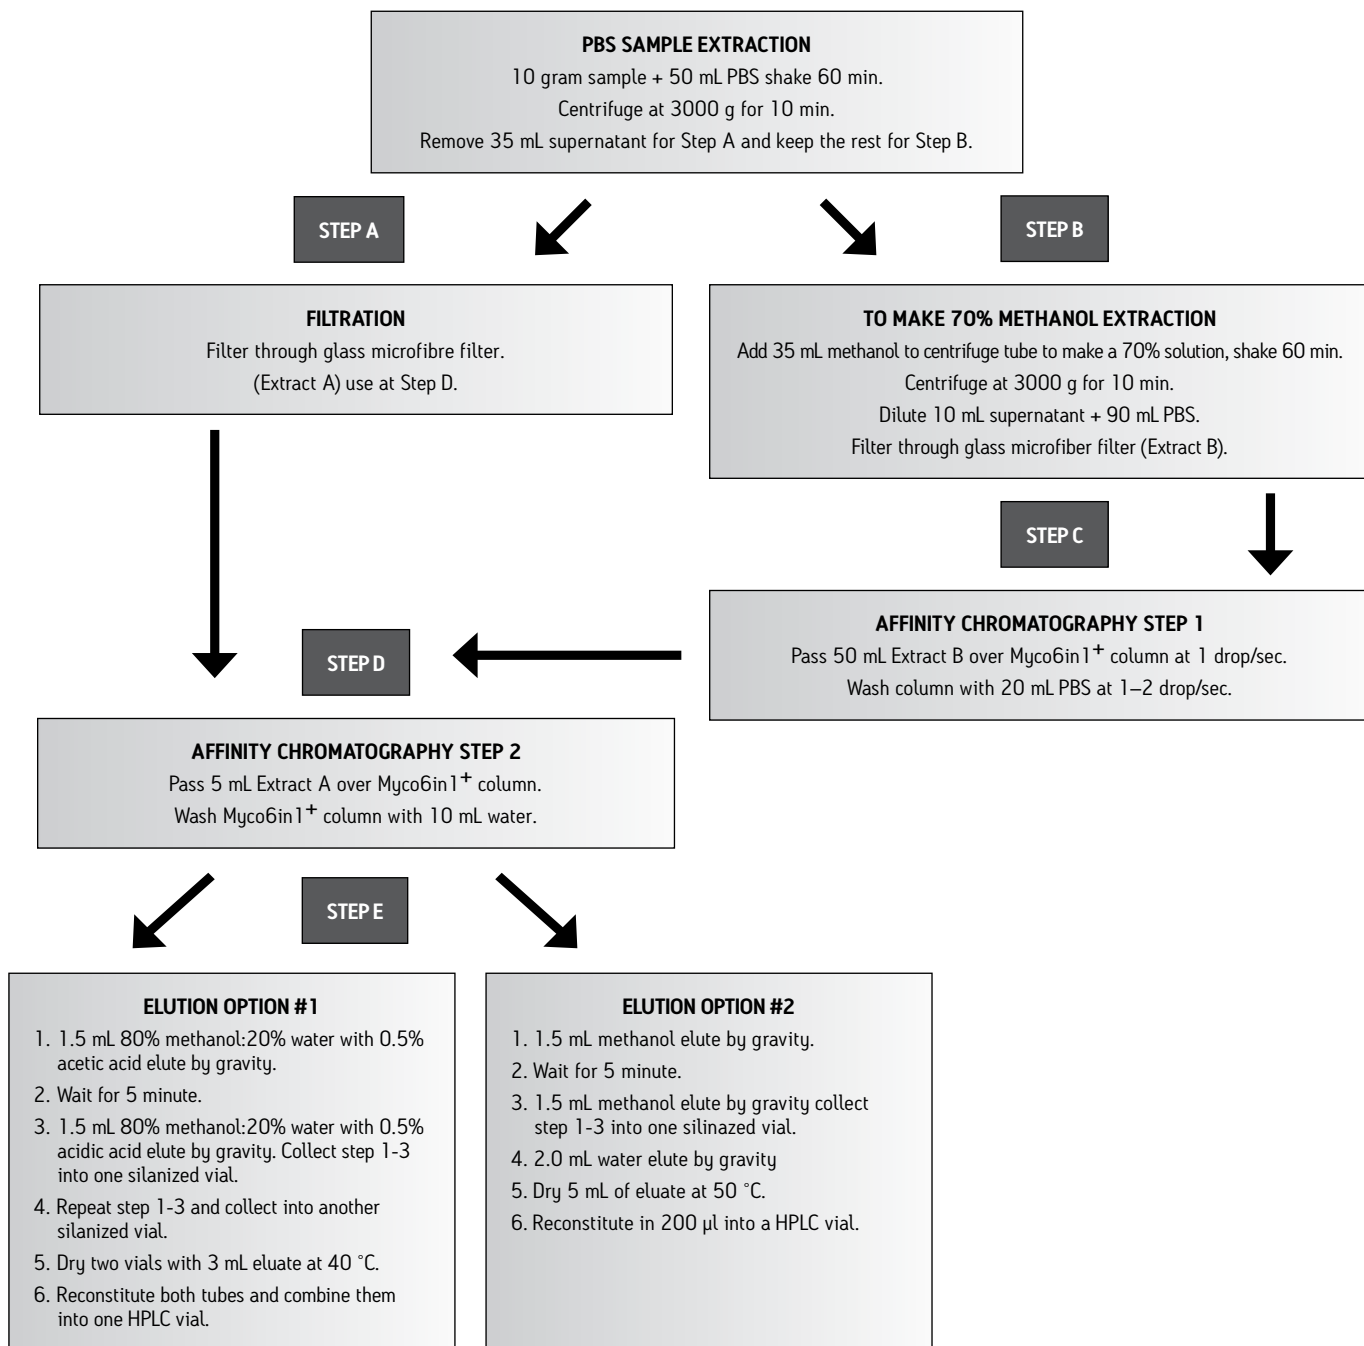 PBS SAMPLE EXTRACTION
10 gram sample + 50 mL PBS shake 60 min.
Centrifuge at 3000 g for 10 min.
Remove 35 mL supernatant for Step A and keep the rest for Step B.
STEP A
STEP B
FILTRATION
Filter through glass microfibre filter.
(Extract A) use at Step D.
TO MAKE 70% METHANOL EXTRACTION
Add 35 mL methanol to centrifuge tube to make a 70% solution, shake 60 min.
Centrifuge at 3000 g for 10 min.
Dilute 10 mL supernatant + 90 mL PBS.
Filter through glass microfiber filter (Extract B).
STEP C
AFFINITY CHROMATOGRAPHY STEP 1
Pass 50 mL Extract B over Myco6in1⁺ column at 1 drop/sec.
Wash column with 20 mL PBS at 1–2 drop/sec.
STEP D
AFFINITY CHROMATOGRAPHY STEP 2
Pass 5 mL Extract A over Myco6in1⁺ column.
Wash Myco6in1⁺ column with 10 mL water.
STEP E
ELUTION OPTION #1
1. 1.5 mL 80% methanol:20% water with 0.5%
acetic acid elute by gravity.
2. Wait for 5 minute.
3. 1.5 mL 80% methanol:20% water with 0.5%
acidic acid elute by gravity. Collect step 1-3
into one silanized vial.
4. Repeat step 1-3 and collect into another
silanized vial.
5. Dry two vials with 3 mL eluate at 40 °C.
6. Reconstitute both tubes and combine them
into one HPLC vial.
ELUTION OPTION #2
1. 1.5 mL methanol elute by gravity.
2. Wait for 5 minute.
3. 1.5 mL methanol elute by gravity collect
step 1-3 into one silinazed vial.
4. 2.0 mL water elute by gravity
5. Dry 5 mL of eluate at 50 °C.
6. Reconstitute in 200 µl into a HPLC vial.